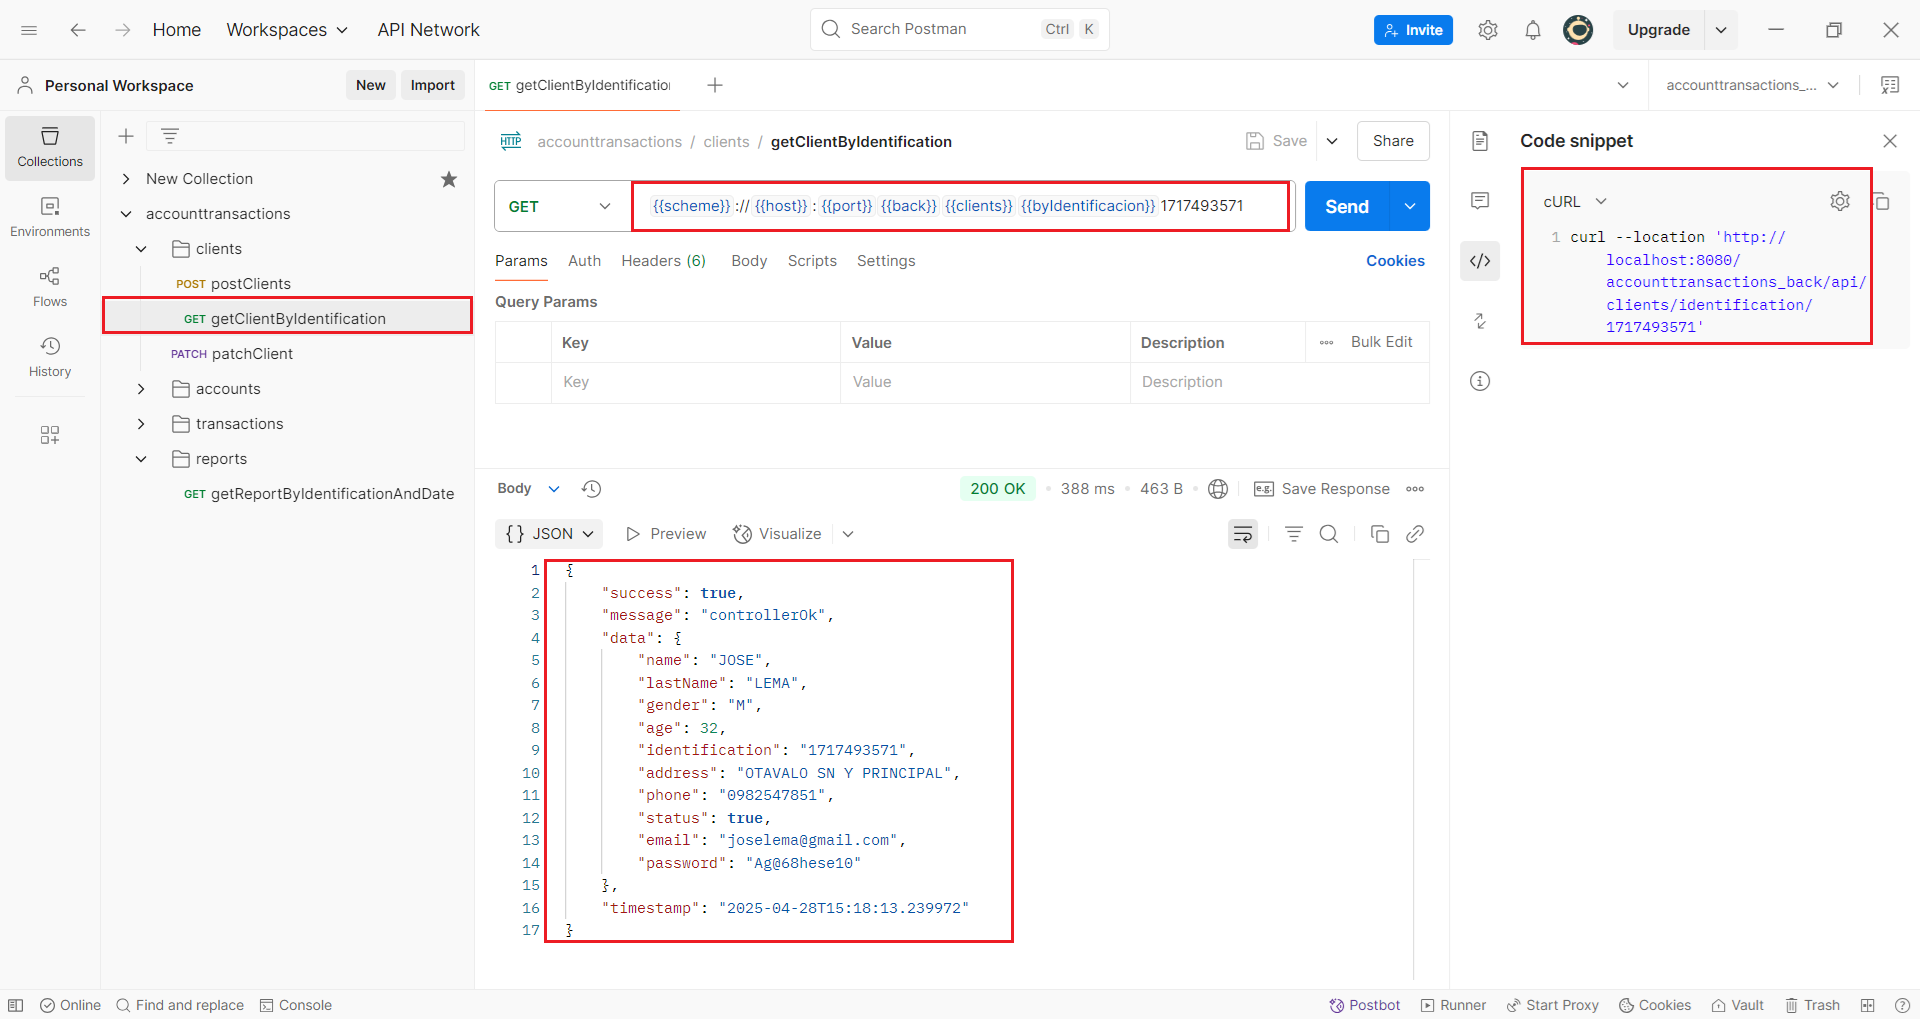 Home Workspaces API Network Search Postman Ctrl K Invite Upgrade
Personal Workspace New Import
GET getClientByIdentificatio
accounttransactions_...
Collections
Environments
Flows
History
New Collection
accounttransactions
clients
POST postClients
GET getClientByIdentification
PATCH patchClient
accounts
transactions
reports
GET getReportByIdentificationAndDate
HTTP accounttransactions / clients / getClientByIdentification Save Share
GET {{scheme}} :// {{host}} : {{port}} {{back}} {{clients}} {{byIdentificacion}} 1717493571 Send
Params Auth Headers (6) Body Scripts Settings Cookies
Query Params
Key Value Description Bulk Edit
Key Value Description
Body 200 OK 388 ms 463 B e.g. Save Response
{} JSON Preview Visualize
1 {
2 "success": true,
3 "message": "controllerOk",
4 "data": {
5 "name": "JOSE",
6 "lastName": "LEMA",
7 "gender": "M",
8 "age": 32,
9 "identification": "1717493571",
10 "address": "OTAVALO SN Y PRINCIPAL",
11 "phone": "0982547851",
12 "status": true,
13 "email": "joselema@gmail.com",
14 "password": "Ag@68hese10"
15 },
16 "timestamp": "2025-04-28T15:18:13.239972"
17 }
Code snippet
cURL
1 curl --location 'http://
localhost:8080/
accounttransactions_back/api/
clients/identification/
1717493571'
Online Find and replace Console Postbot Runner Start Proxy Cookies Vault Trash